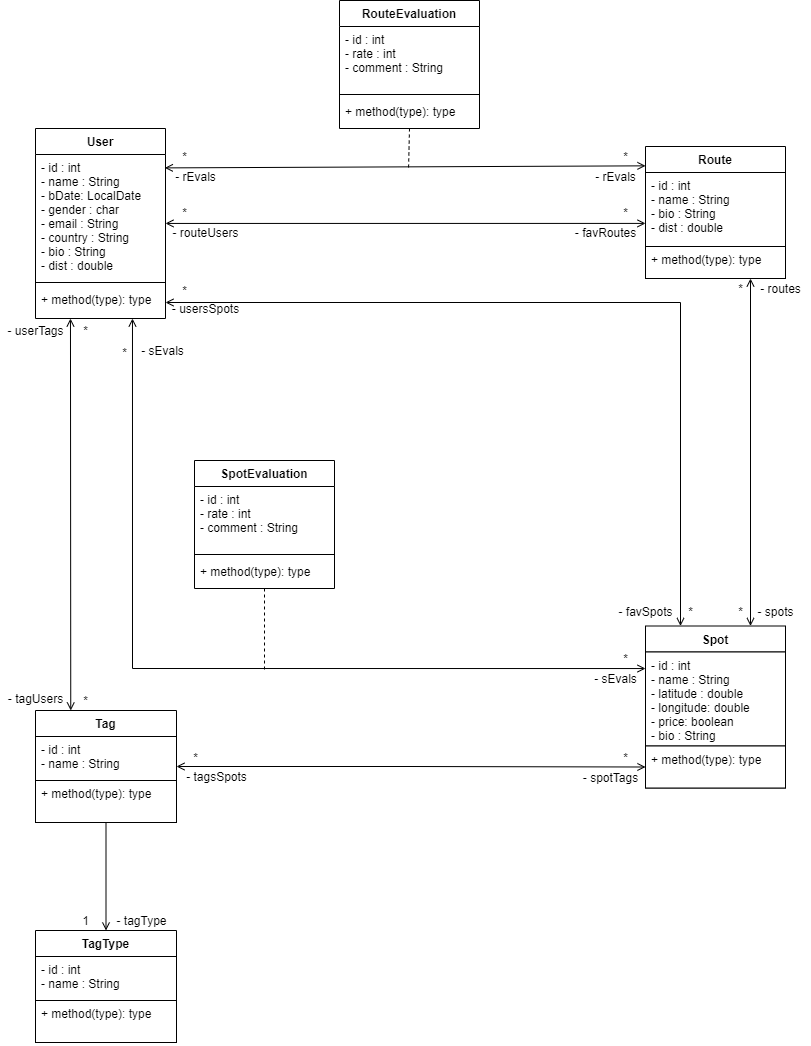 RouteEvaluation
- id : int
- rate : int
- comment : String
+ method(type): type
User
- id : int
- name : String
- bDate: LocalDate
- gender : char
- email : String
- country : String
- bio : String
- dist : double
+ method(type): type
*
- rEvals
*
- rEvals
*
- routeUsers
*
- favRoutes
*
- usersSpots
Route
- id : int
- name : String
- bio : String
- dist : double
+ method(type): type
* - routes
- userTags *
* - sEvals
SpotEvaluation
- id : int
- rate : int
- comment : String
+ method(type): type
- favSpots *
* - spots
*
- sEvals
Spot
- id : int
- name : String
- latitude : double
- longitude: double
- price: boolean
- bio : String
+ method(type): type
- tagUsers *
Tag
- id : int
- name : String
+ method(type): type
*
- tagsSpots
*
- spotTags
1 - tagType
TagType
- id : int
- name : String
+ method(type): type